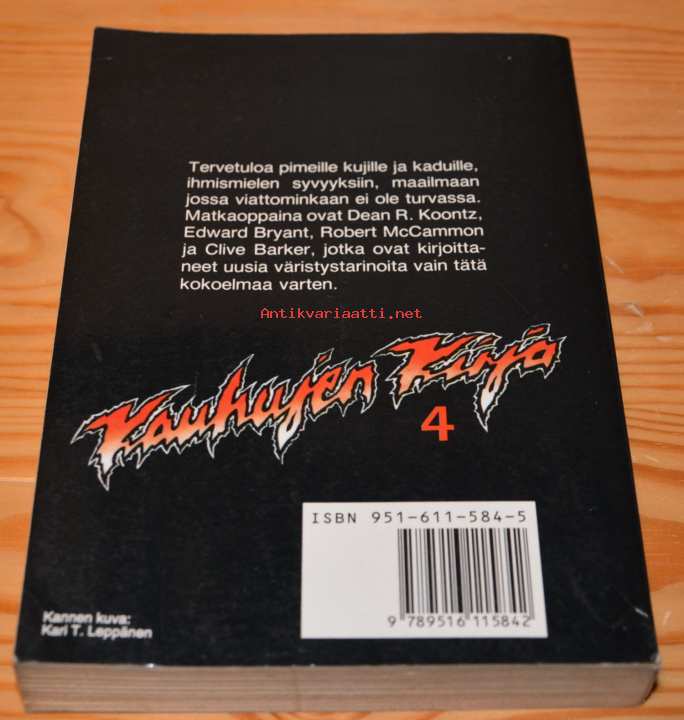 Tervetuloa pimeille kujille ja kaduille,
ihmismielen syvyyksiin, maailmaan
jossa viattominkaan ei ole turvassa.
Matkaoppaina ovat Dean R. Koontz,
Edward Bryant, Robert McCammon
ja Clive Barker, jotka ovat kirjoitta-
neet uusia väristystarinoita vain tätä
kokoelmaa varten.
Antikvariaatti.net
Kauhujen Kirja
4
ISBN 951-611-584-5
9 789516 115842
Kannen kuva:
Kari T. Leppänen